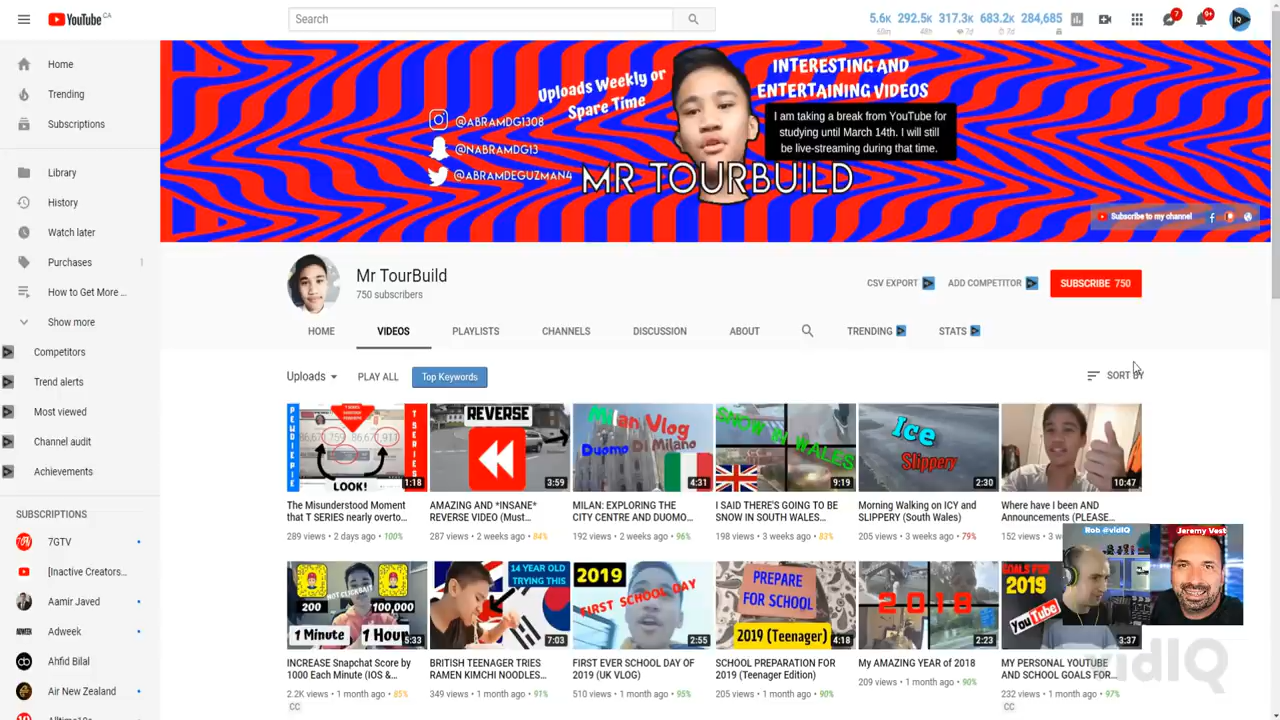 YouTube CA
Search
5.6K 292.5K 317.3K 683.2K 284,685
60m 48h 7d 7d
7
9+
IQ
Home
Trending
Subscriptions
Library
History
Watch later
Purchases 1
How to Get More ...
Show more
Competitors
Trend alerts
Most viewed
Channel audit
Achievements
SUBSCRIPTIONS
7GTV
[Inactive Creators...
Aamir Javed
Adweek
Ahfid Bilal
Air New Zealand
Uploads Weekly or
Spare Time
@ABRAMDG1308
@NABRAMDG13
@ABRAMDEGUZMAN4
INTERESTING AND
ENTERTAINING VIDEOS
I am taking a break from YouTube for
studying until March 14th. I will still
be live-streaming during that time.
MR TOURBUILD
Subscribe to my channel
Mr TourBuild
750 subscribers
CSV EXPORT
ADD COMPETITOR
SUBSCRIBE 750
HOME VIDEOS PLAYLISTS CHANNELS DISCUSSION ABOUT TRENDING STATS
Uploads PLAY ALL Top Keywords SORT BY
PEWDIEPIE
T SERIES
LOOK!
1:18
The Misunderstood Moment
that T SERIES nearly overto...
289 views • 2 days ago • 100%
REVERSE
3:59
AMAZING AND *INSANE*
REVERSE VIDEO (Must...
287 views • 2 weeks ago • 84%
Milan Vlog
Duomo Di Milano
4:31
MILAN: EXPLORING THE
CITY CENTRE AND DUOMO...
192 views • 2 weeks ago • 96%
SNOW IN WALES
9:19
I SAID THERE'S GOING TO BE
SNOW IN SOUTH WALES...
198 views • 3 weeks ago • 83%
Ice
Slippery
2:30
Morning Walking on ICY and
SLIPPERY (South Wales)
205 views • 3 weeks ago • 79%
10:47
Where have I been AND
Announcements (PLEASE...
152 views • 3 wee
Rob @vidIQ
Jeremy Vest
200
NOT CLICKBAIT
100,000
1 Minute
1 Hour
5:33
INCREASE Snapchat Score by
1000 Each Minute (IOS &...
2.2K views • 1 month ago • 85%
CC
14 YEAR OLD
TRYING THIS
7:03
BRITISH TEENAGER TRIES
RAMEN KIMCHI NOODLES...
349 views • 1 month ago • 91%
2019
FIRST SCHOOL DAY
2:55
FIRST EVER SCHOOL DAY OF
2019 (UK VLOG)
510 views • 1 month ago • 95%
PREPARE
FOR SCHOOL
2019 (Teenager)
4:18
SCHOOL PREPARATION FOR
2019 (Teenager Edition)
205 views • 1 month ago • 90%
2018
2:23
My AMAZING YEAR of 2018
209 views • 1 month ago • 90%
GOALS FOR
2019
YouTube
3:37
MY PERSONAL YOUTUBE
AND SCHOOL GOALS FOR...
232 views • 1 month ago • 97%
CC
vidIQ